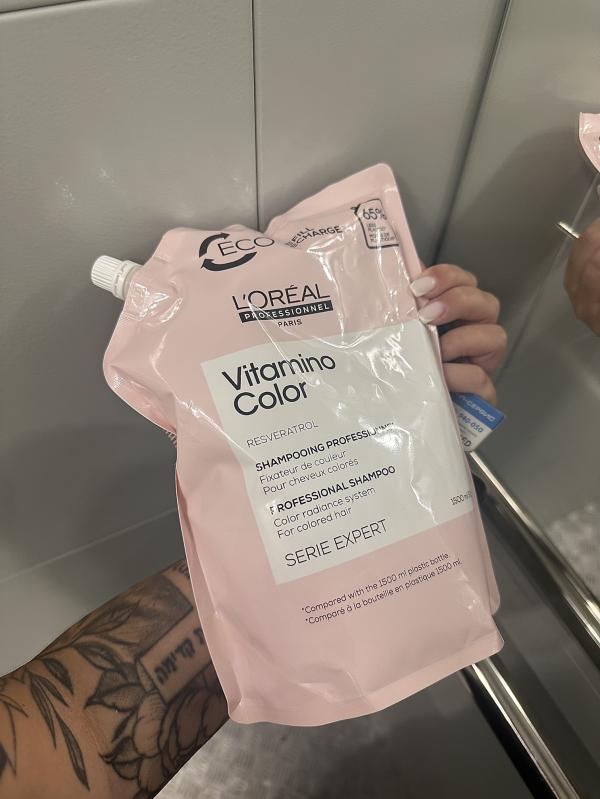 ECO
65%
L'ORÉAL
PROFESSIONNEL
PARIS
Vitamino
Color
RESVERATROL
SHAMPOOING PROFESSIONNEL
Fixateur de couleur
Pour cheveux colorés
PROFESSIONAL SHAMPOO
Color radiance system
For colored hair
1500 ml
SERIE EXPERT
*Compared with the 1500 ml plastic bottle.
*Comparé à la bouteille en plastique 1500 ml.